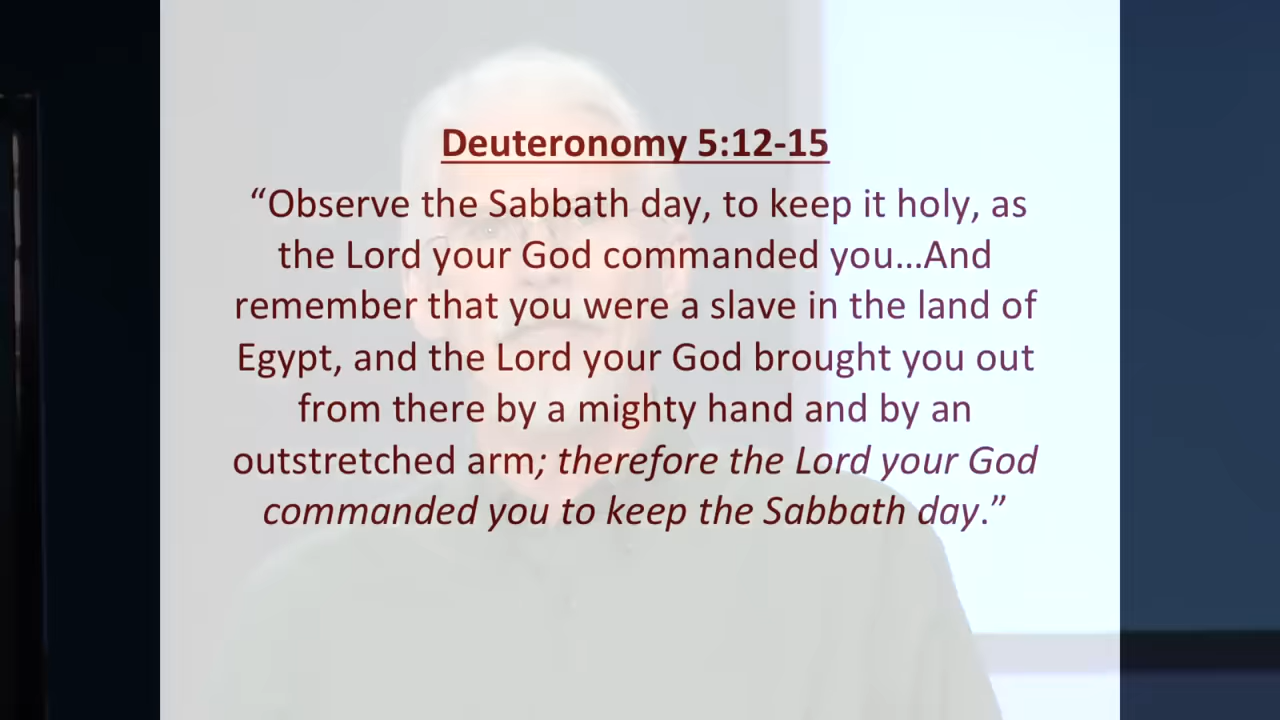 Deuteronomy 5:12-15
“Observe the Sabbath day, to keep it holy, as
the Lord your God commanded you…And
remember that you were a slave in the land of
Egypt, and the Lord your God brought you out
from there by a mighty hand and by an
outstretched arm; therefore the Lord your God
commanded you to keep the Sabbath day.”